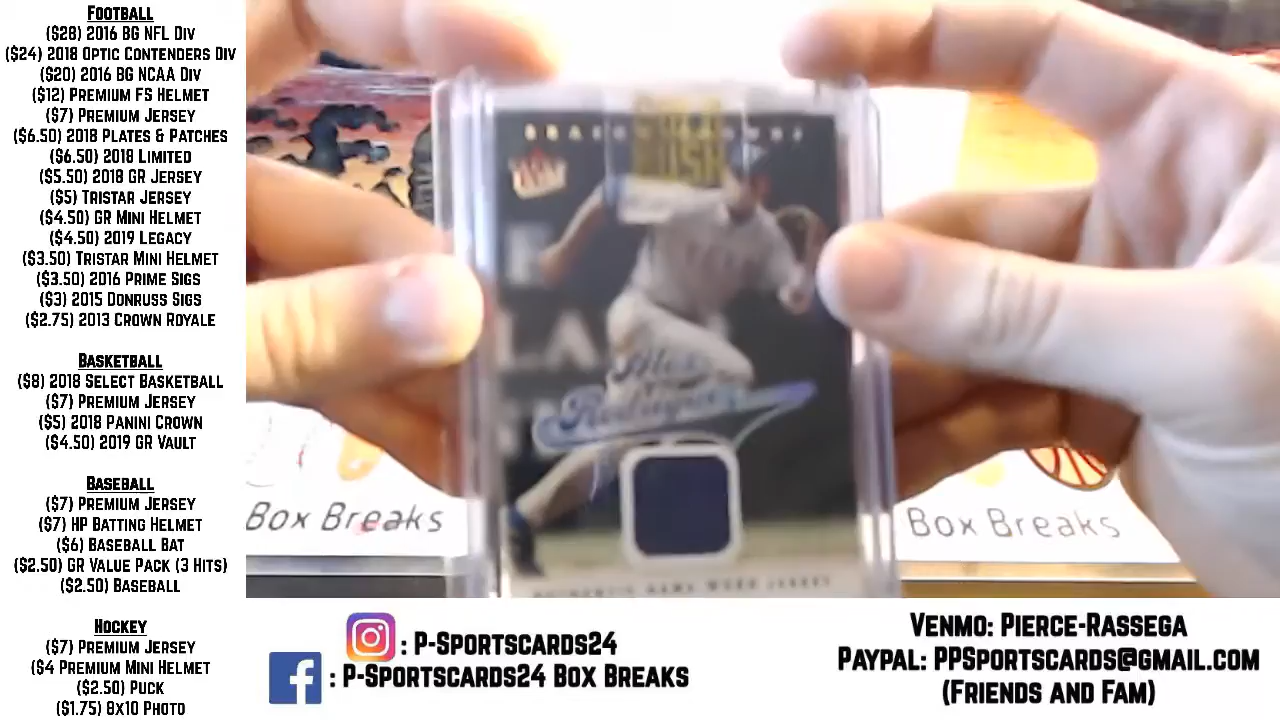 FOOTBALL
($28) 2016 BG NFL DIV
($24) 2018 OPTIC CONTENDERS DIV
($20) 2016 BG NCAA DIV
($12) PREMIUM FS HELMET
($7) PREMIUM JERSEY
($6.50) 2018 PLATES & PATCHES
($6.50) 2018 LIMITED
($5.50) 2018 GR JERSEY
($5) TRISTAR JERSEY
($4.50) GR MINI HELMET
($4.50) 2019 LEGACY
($3.50) TRISTAR MINI HELMET
($3.50) 2016 PRIME SIGS
($3) 2015 DONRUSS SIGS
($2.75) 2013 CROWN ROYALE
BASKETBALL
($8) 2018 SELECT BASKETBALL
($7) PREMIUM JERSEY
($5) 2018 PANINI CROWN
($4.50) 2019 GR VAULT
BASEBALL
($7) PREMIUM JERSEY
($7) HP BATTING HELMET
($6) BASEBALL BAT
($2.50) GR VALUE PACK (3 HITS)
($2.50) BASEBALL
HOCKEY
($7) PREMIUM JERSEY
($4 PREMIUM MINI HELMET
($2.50) PUCK
($1.75) 8X10 PHOTO
RUSH
Alex
Rodriguez
AUTHENTIC GAME WORN JERSEY
Box Breaks
Box Breaks
: P-SPORTSCARDS24
f : P-SPORTSCARDS24 BOX BREAKS
VENMO: PIERCE-RASSEGA
PAYPAL: PPSPORTSCARDS@GMAIL.COM
(FRIENDS AND FAM)